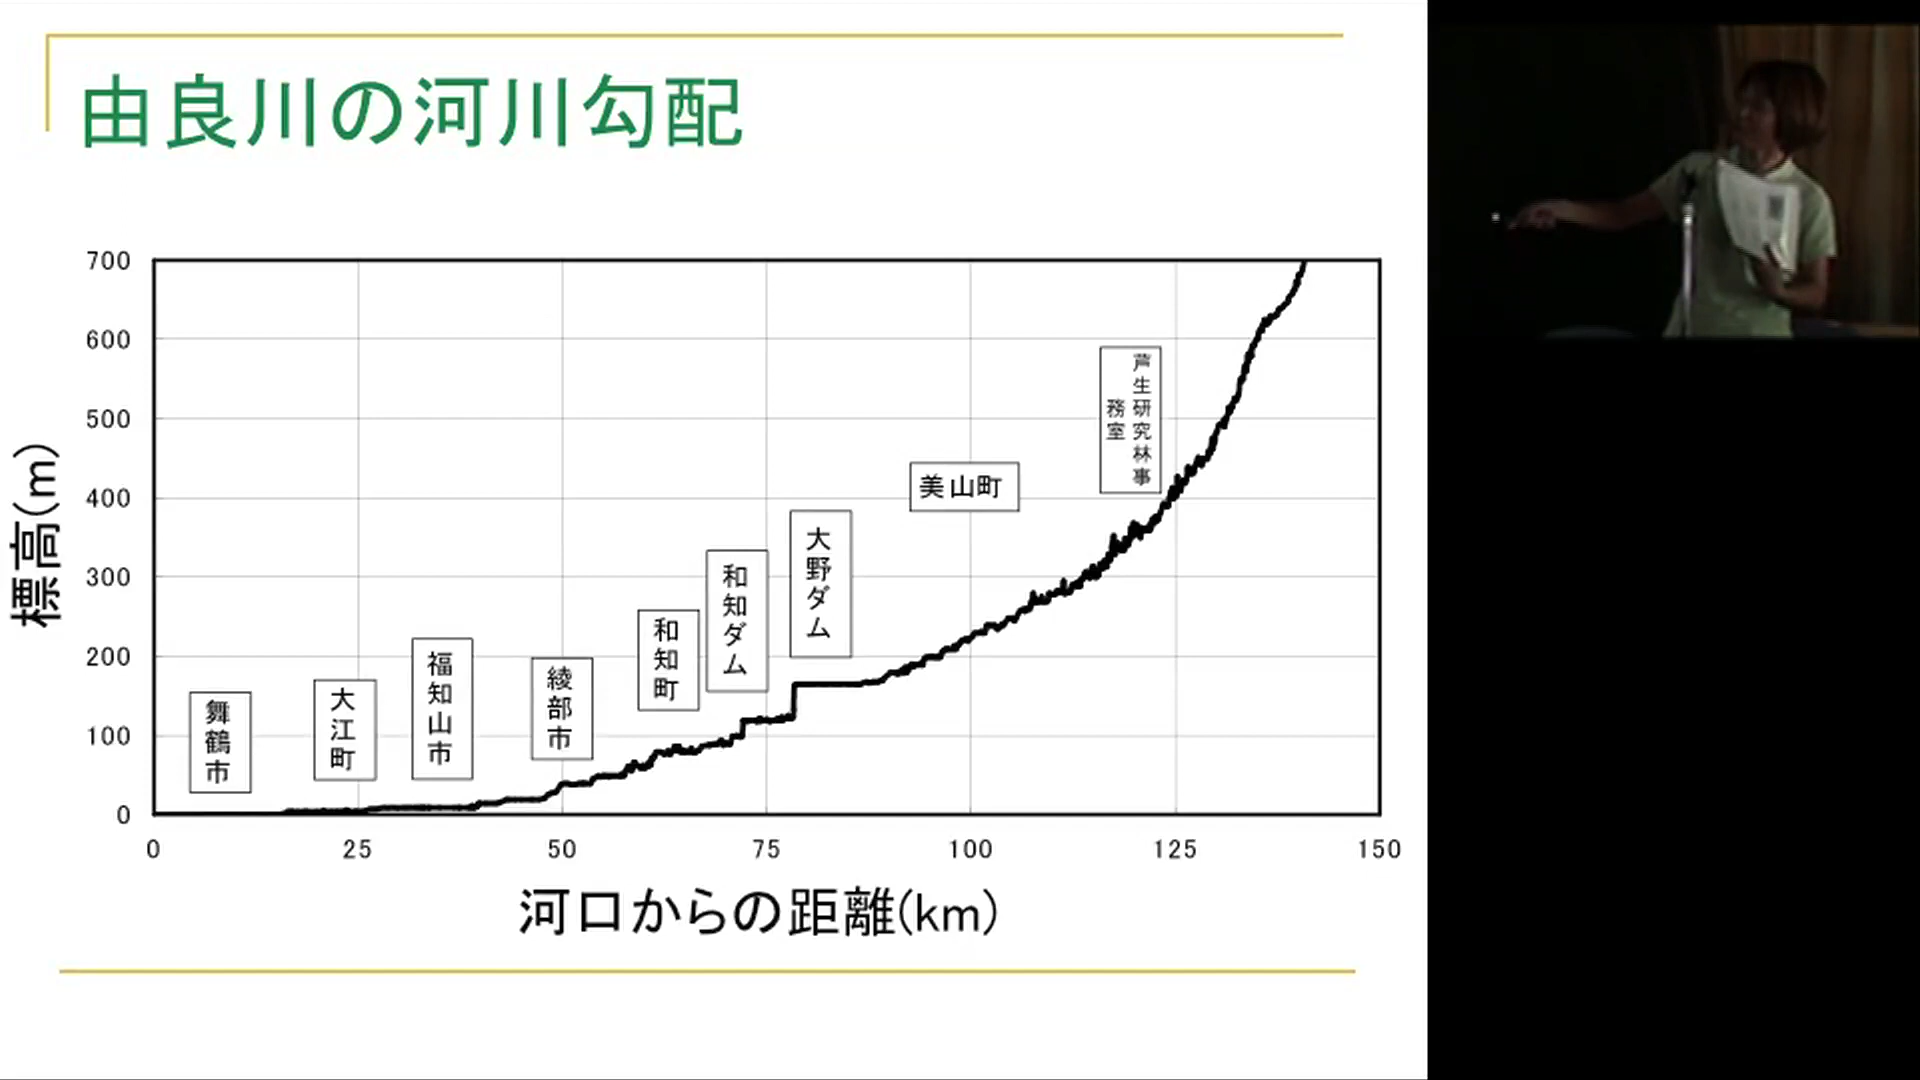 由良川の河川勾配
700
600
500
400
300
200
100
0
標高(m)
舞鶴市
大江町
福知山市
綾部市
和知町
和知ダム
大野ダム
美山町
芦生研究林事
務室
0 25 50 75 100 125 150
河口からの距離(km)